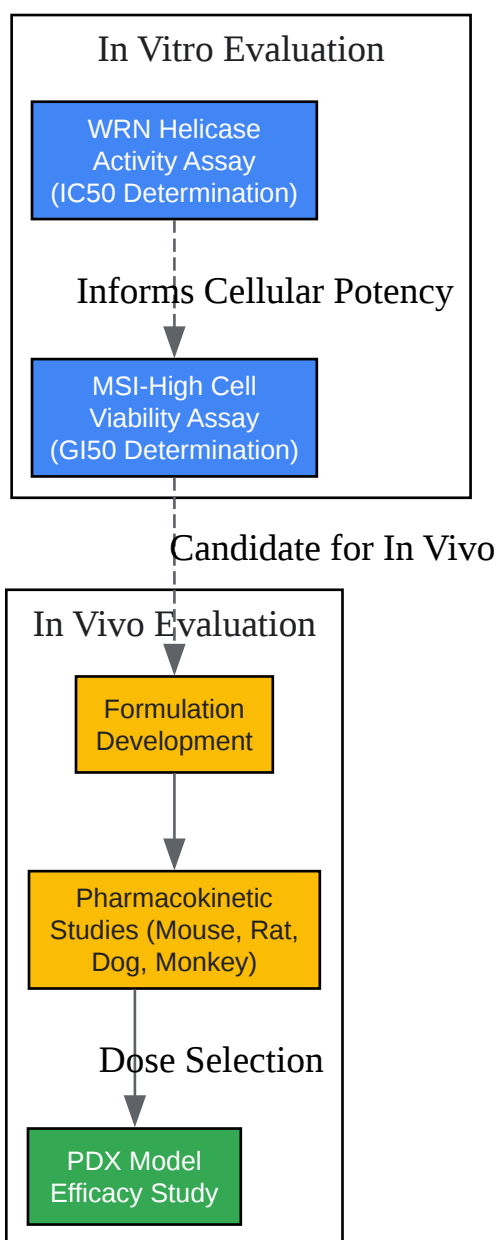 In Vitro Evaluation
WRN Helicase
Activity Assay
(IC50 Determination)
Informs Cellular Potency
MSI-High Cell
Viability Assay
(GI50 Determination)
Candidate for In Vivo
In Vivo Evaluation
Formulation
Development
Pharmacokinetic
Studies (Mouse, Rat,
Dog, Monkey)
Dose Selection
PDX Model
Efficacy Study